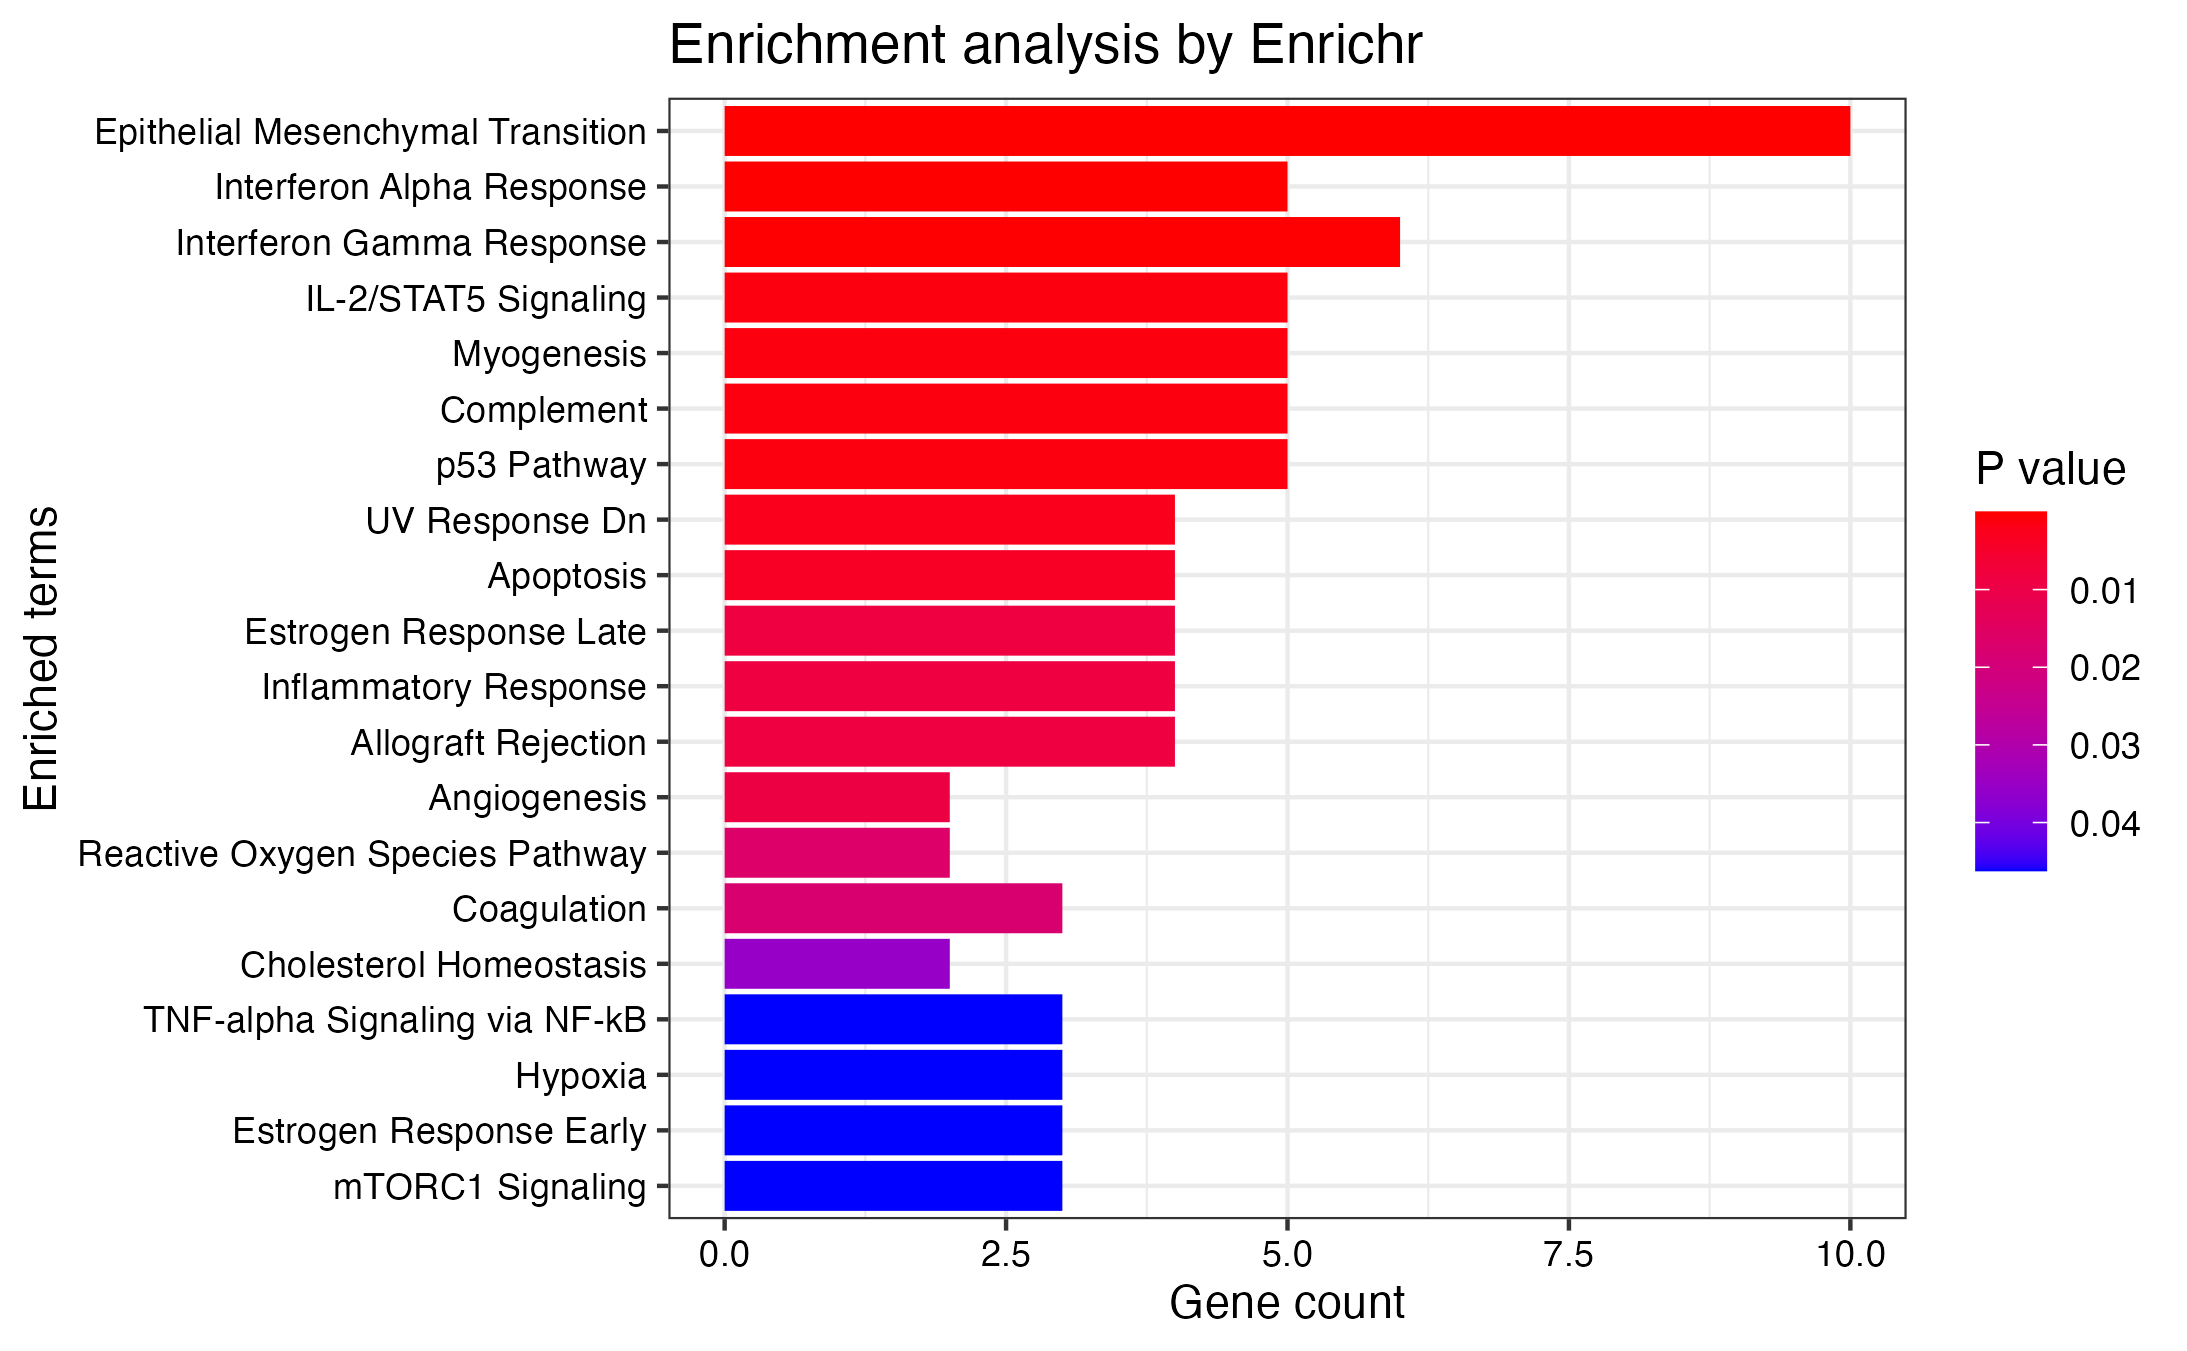 Enrichment analysis by Enrichr
Epithelial Mesenchymal Transition
Interferon Alpha Response
Interferon Gamma Response
IL-2/STAT5 Signaling
Myogenesis
Complement
p53 Pathway
UV Response Dn
Apoptosis
Estrogen Response Late
Inflammatory Response
Allograft Rejection
Angiogenesis
Reactive Oxygen Species Pathway
Coagulation
Cholesterol Homeostasis
TNF-alpha Signaling via NF-kB
Hypoxia
Estrogen Response Early
mTORC1 Signaling
Enriched terms
0.0 2.5 5.0 7.5 10.0
Gene count
P value
0.01
0.02
0.03
0.04